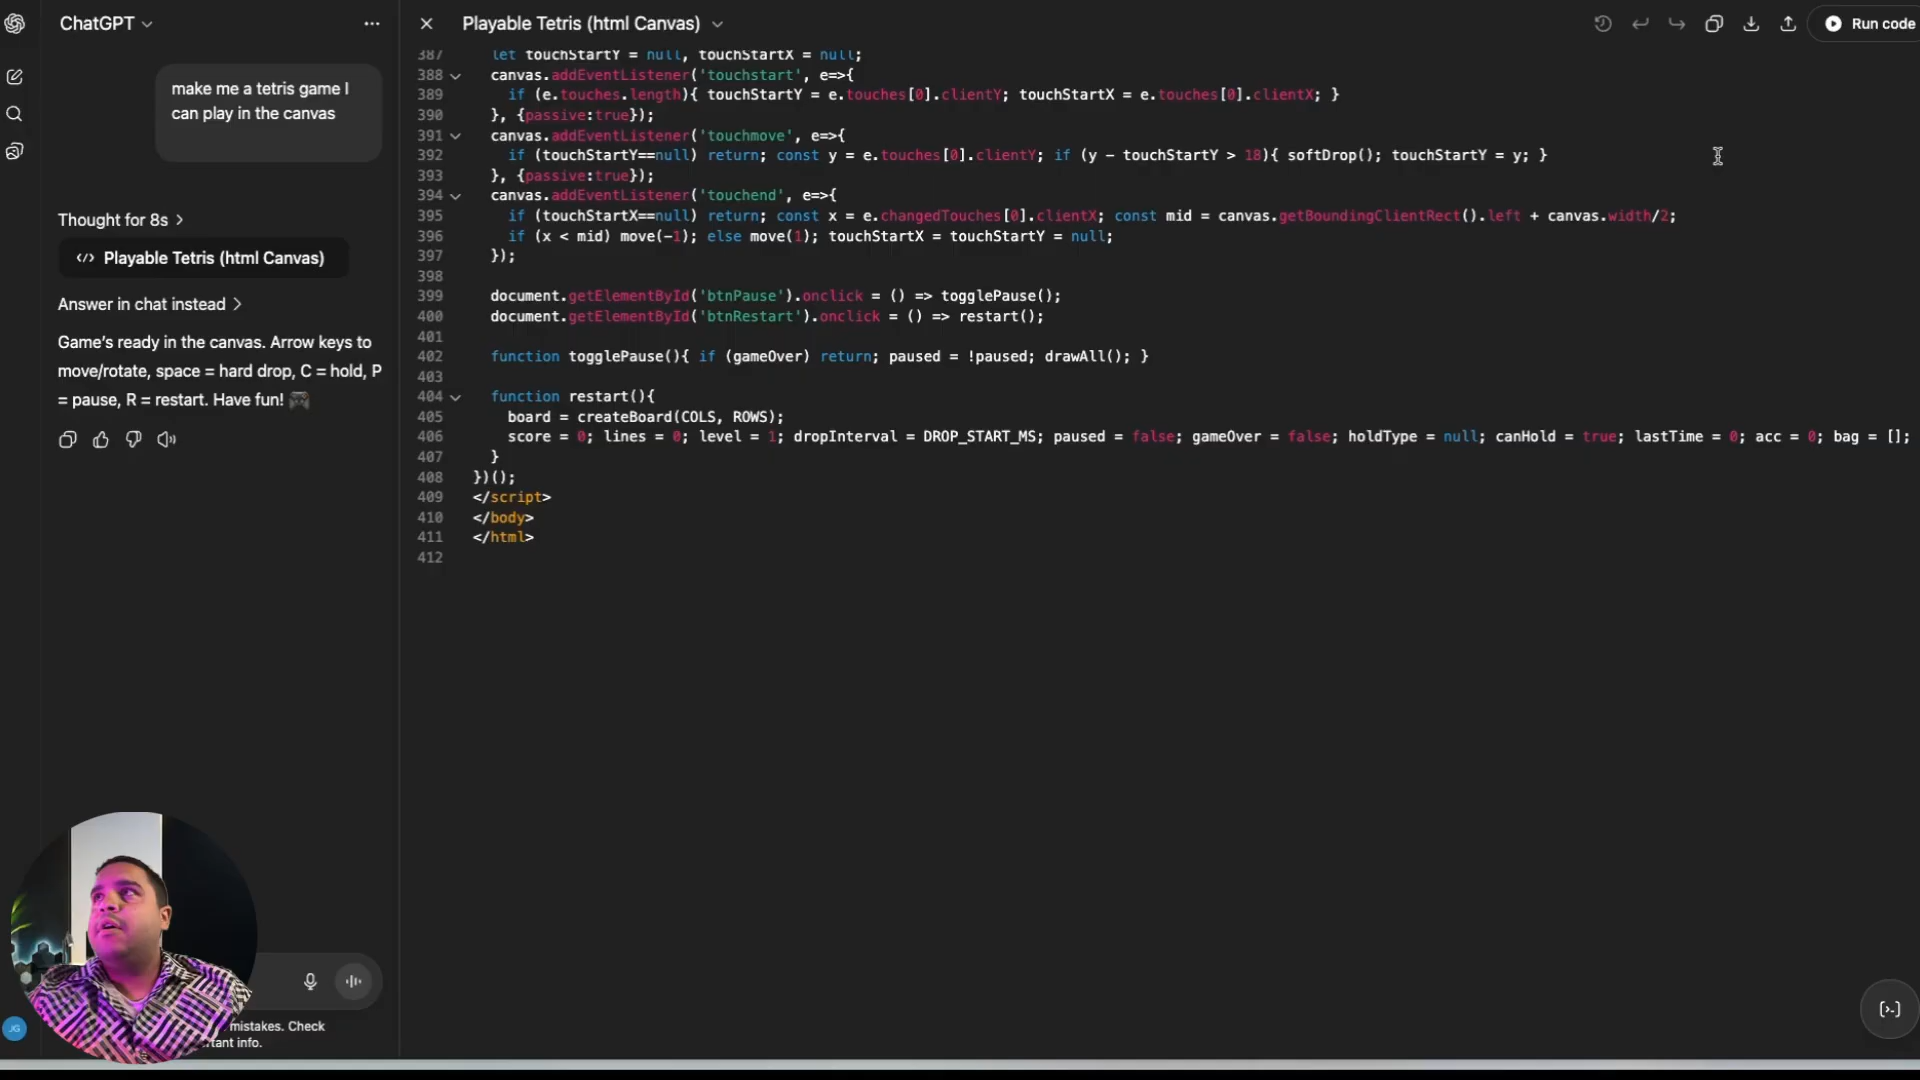 ChatGPT
make me a tetris game I
can play in the canvas
Thought for 8s
Playable Tetris (html Canvas)
Answer in chat instead
Game's ready in the canvas. Arrow keys to
move/rotate, space = hard drop, C = hold, P
= pause, R = restart. Have fun! 🎮
JG
mistakes. Check
rtant info.
Playable Tetris (html Canvas)
Run code
387 let touchStartY = null, touchStartX = null;
388 canvas.addEventListener('touchstart', e=>{
389 if (e.touches.length){ touchStartY = e.touches[0].clientY; touchStartX = e.touches[0].clientX; }
390 }, {passive:true});
391 canvas.addEventListener('touchmove', e=>{
392 if (touchStartY==null) return; const y = e.touches[0].clientY; if (y - touchStartY > 18){ softDrop(); touchStartY = y; }
393 }, {passive:true});
394 canvas.addEventListener('touchend', e=>{
395 if (touchStartX==null) return; const x = e.changedTouches[0].clientX; const mid = canvas.getBoundingClientRect().left + canvas.width/2;
396 if (x < mid) move(-1); else move(1); touchStartX = touchStartY = null;
397 });
398
399 document.getElementById('btnPause').onclick = () => togglePause();
400 document.getElementById('btnRestart').onclick = () => restart();
401
402 function togglePause(){ if (gameOver) return; paused = !paused; drawAll(); }
403
404 function restart(){
405 board = createBoard(COLS, ROWS);
406 score = 0; lines = 0; level = 1; dropInterval = DROP_START_MS; paused = false; gameOver = false; holdType = null; canHold = true; lastTime = 0; acc = 0; bag = [];
407 }
408 })();
409 </script>
410 </body>
411 </html>
412